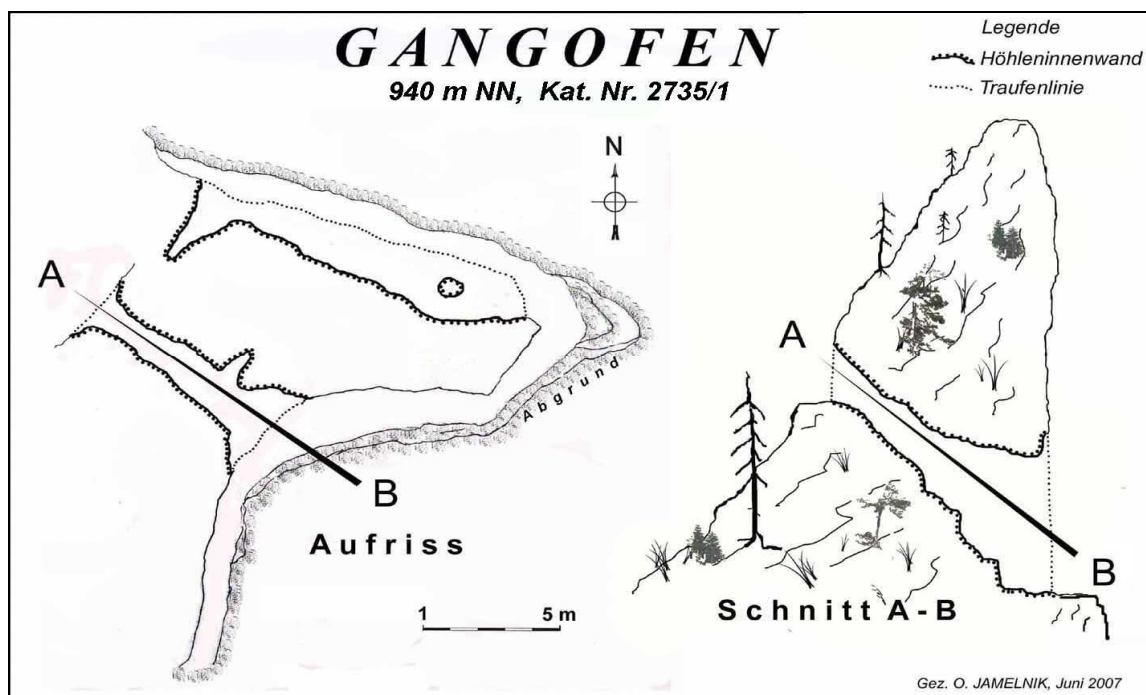 GANGOFEN
940 m NN, Kat. Nr. 2735/1
Legende
Höhleninnenwand
Traufenlinie
N
A
B
Abgrund
Aufriss
1 5 m
A
B
Schnitt A-B
Gez. O. JAMELNIK, Juni 2007